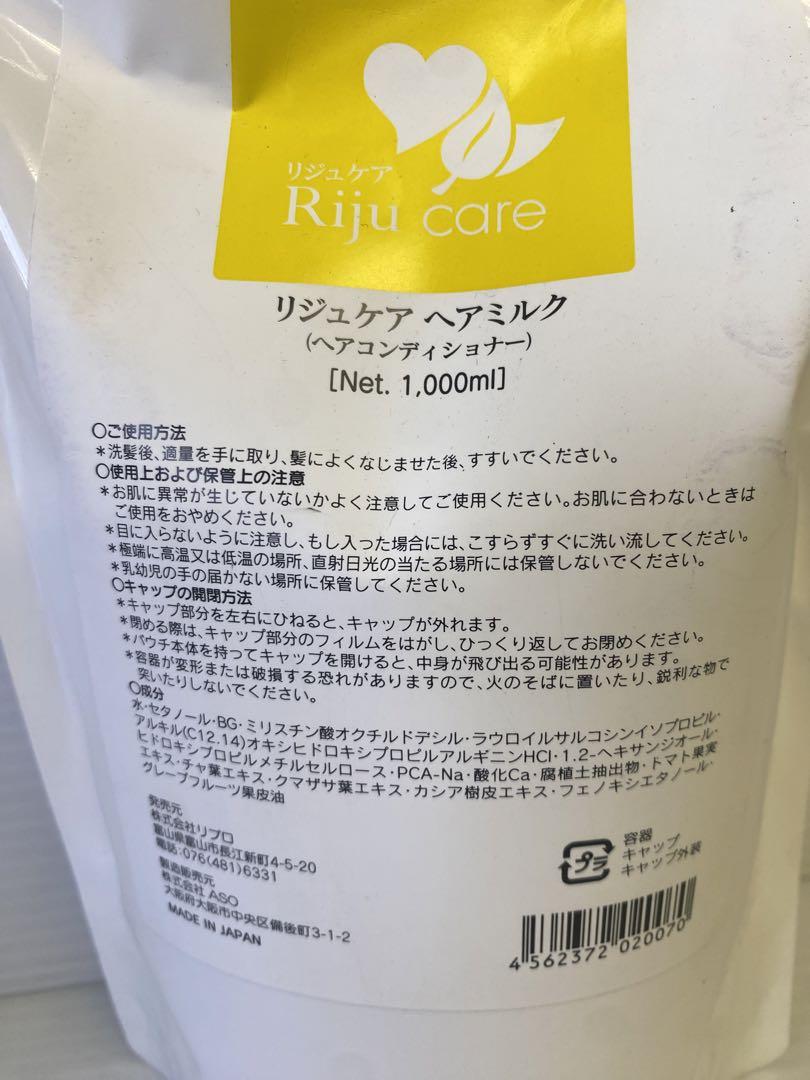 リジュケア
Riju care
リジュケア ヘアミルク
(ヘアコンディショナー)
[Net. 1,000ml]
〇ご使用方法
＊洗髪後、適量を手に取り、髪によくなじませた後、すすいでください。
〇使用上および保管上の注意
＊お肌に異常が生じていないかよく注意してご使用ください。お肌に合わないときは
ご使用をおやめください。
＊目に入らないように注意し、もし入った場合には、こすらずすぐに洗い流してください。
＊極端に高温又は低温の場所、直射日光の当たる場所には保管しないでください。
＊乳幼児の手の届かない場所に保管してください。
〇キャップの開閉方法
＊キャップ部分を左右にひねると、キャップが外れます。
＊閉める際は、キャップ部分のフィルムをはがし、ひっくり返してお閉めください。
＊パウチ本体を持ってキャップを開けると、中身が飛び出る可能性があります。
＊容器が変形または破損する恐れがありますので、火のそばに置いたり、鋭利な物で
突いたりしないでください。
〇成分
水・セタノール・BG・ミリスチン酸オクチルドデシル・ラウロイルサルコシンイソプロピル・
アルキル(C12,14)オキシヒドロキシプロピルアルギニンHCl・1.2-ヘキサンジオール・
ヒドロキシプロピルメチルセルロース・PCA-Na・酸化Ca・腐植土抽出物・トマト果実
エキス・チャ葉エキス・クマザサ葉エキス・カシア樹皮エキス・フェノキシエタノール・
グレープフルーツ果皮油
発売元
株式会社リプロ
富山県富山市長江新町4-5-20
電話:076(481)6331
製造販売元
株式会社 ASO
大阪府大阪市中央区備後町3-1-2
MADE IN JAPAN
プラ
容器
キャップ
キャップ外装
4 562372 020070